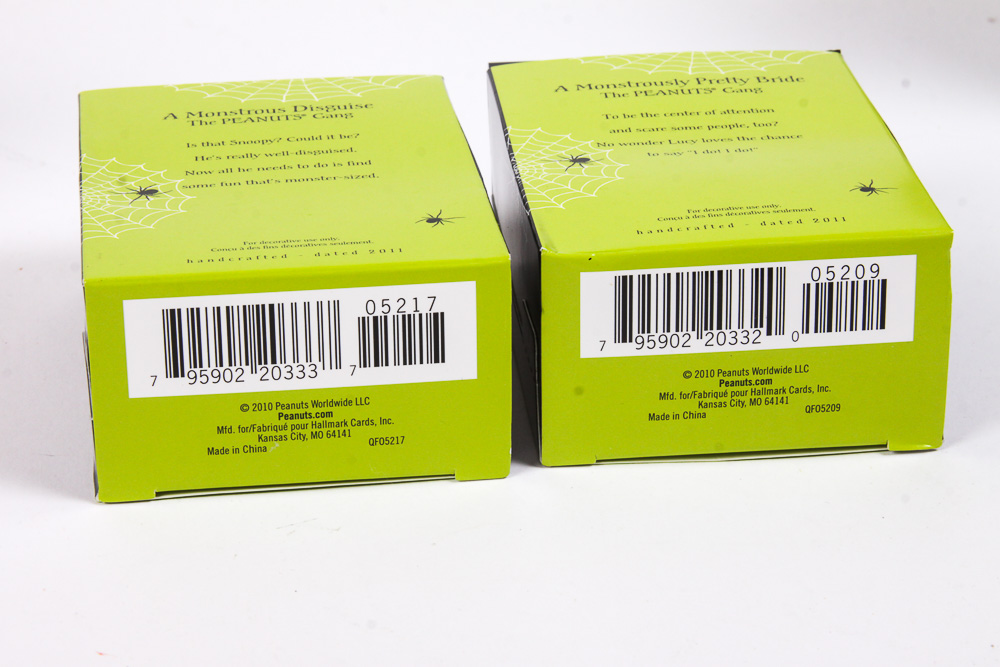 A Monstrous Disguise
The PEANUTS® Gang
Is that Snoopy? Could it be?
He's really well-disguised.
Now all he needs to do is find
some fun that's monster-sized.
For decorative use only.
Conçu à des fins décoratives seulement.
handcrafted - dated 2011
05217
7 95902 20333 7
© 2010 Peanuts Worldwide LLC
Peanuts.com
Mfd. for/Fabriqué pour Hallmark Cards, Inc.
Kansas City, MO 64141
Made in China QFO5217
A Monstrously Pretty Bride
The PEANUTS® Gang
To be the center of attention
and scare some people, too?
No wonder Lucy loves the chance
to say "I do! I do!"
For decorative use only.
Conçu à des fins décoratives seulement.
handcrafted - dated 2011
05209
7 95902 20332 0
© 2010 Peanuts Worldwide LLC
Peanuts.com
Mfd. for/Fabriqué pour Hallmark Cards, Inc.
Kansas City, MO 64141
Made in China QFO5209